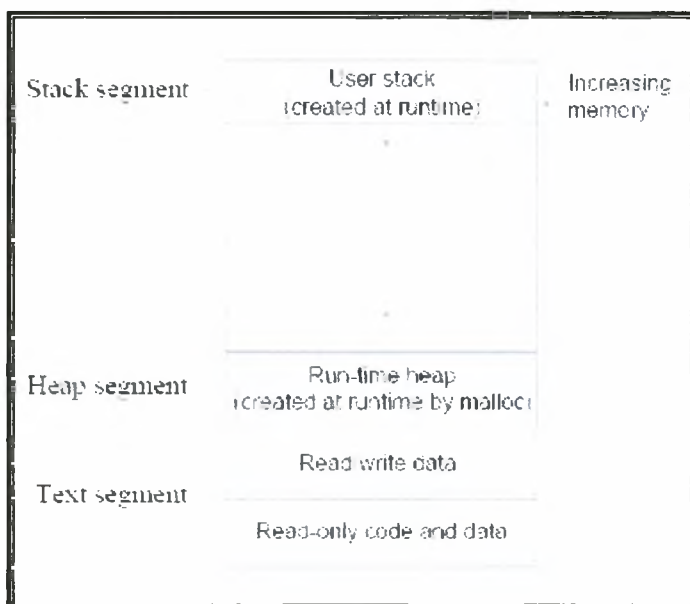 Stack segment
User stack
(created at runtime)
Increasing
memory
Heap segment
Run-time heap
(created at runtime by malloc)
Read write data
Text segment
Read-only code and data